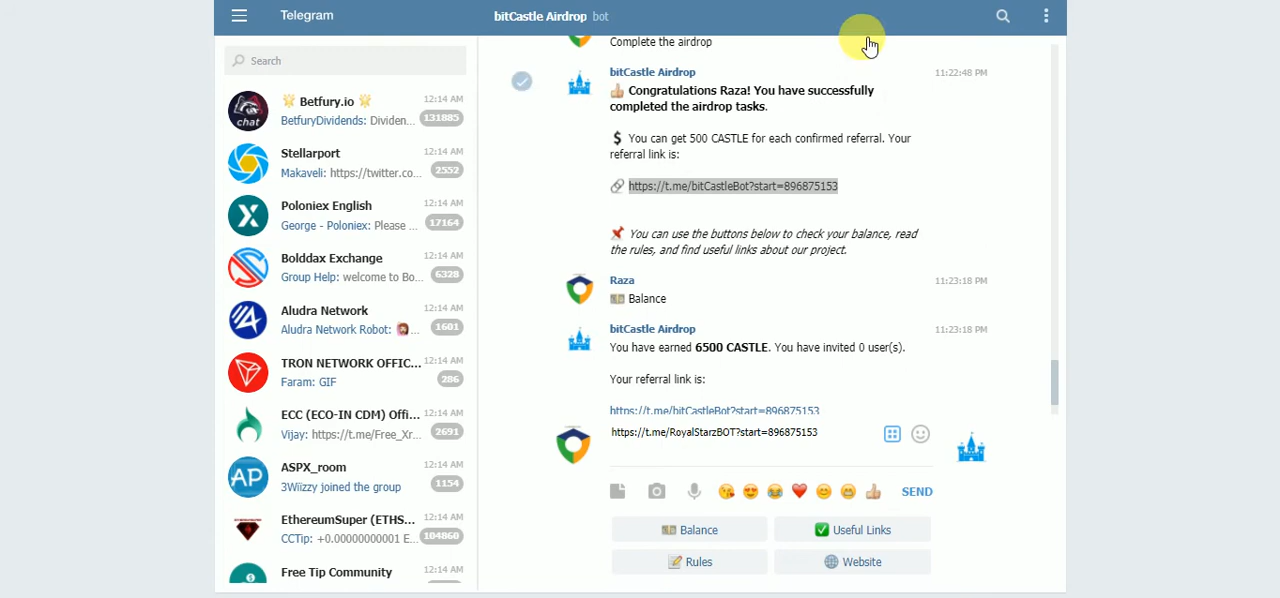 Telegram
bitCastle Airdrop bot
Search
Betfury.io
12:14 AM
BetfuryDividends: Dividen...
131885
chat
Stellarport
12:14 AM
Makaveli: https://twitter.co...
2552
Poloniex English
12:14 AM
George - Poloniex: Please ...
17164
Bolddax Exchange
12:14 AM
Group Help: welcome to Bo...
6328
Aludra Network
12:14 AM
Aludra Network Robot: ...
1601
TRON NETWORK OFFIC...
12:14 AM
Faram: GIF
286
ECC (ECO-IN CDM) Offi...
12:14 AM
Vijay: https://t.me/Free_Xr...
2691
AP
ASPX_room
12:14 AM
3Wiizzy joined the group
1154
EthereumSuper (ETHS...
12:14 AM
CCTip: +0.00000000001 E...
104860
Free Tip Community
12:14 AM
Complete the airdrop
bitCastle Airdrop
11:22:48 PM
👍 Congratulations Raza! You have successfully
completed the airdrop tasks.
$ You can get 500 CASTLE for each confirmed referral. Your
referral link is:
🔗 https://t.me/bitCastleBot?start=896875153
📌 You can use the buttons below to check your balance, read
the rules, and find useful links about our project.
Raza
11:23:18 PM
💵 Balance
bitCastle Airdrop
11:23:18 PM
You have earned 6500 CASTLE. You have invited 0 user(s).
Your referral link is:
https://t.me/bitCastleBot?start=896875153
https://t.me/RoyalStarzBOT?start=896875153
SEND
💵 Balance
✅ Useful Links
📝 Rules
🌐 Website